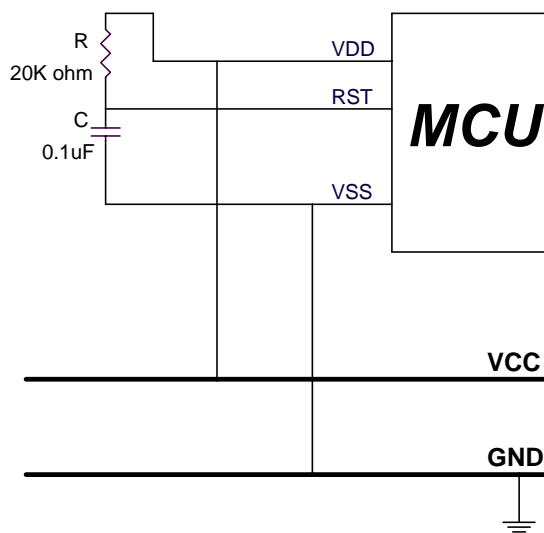 R
20K ohm
C
0.1uF
VDD
RST
VSS
MCU
VCC
GND